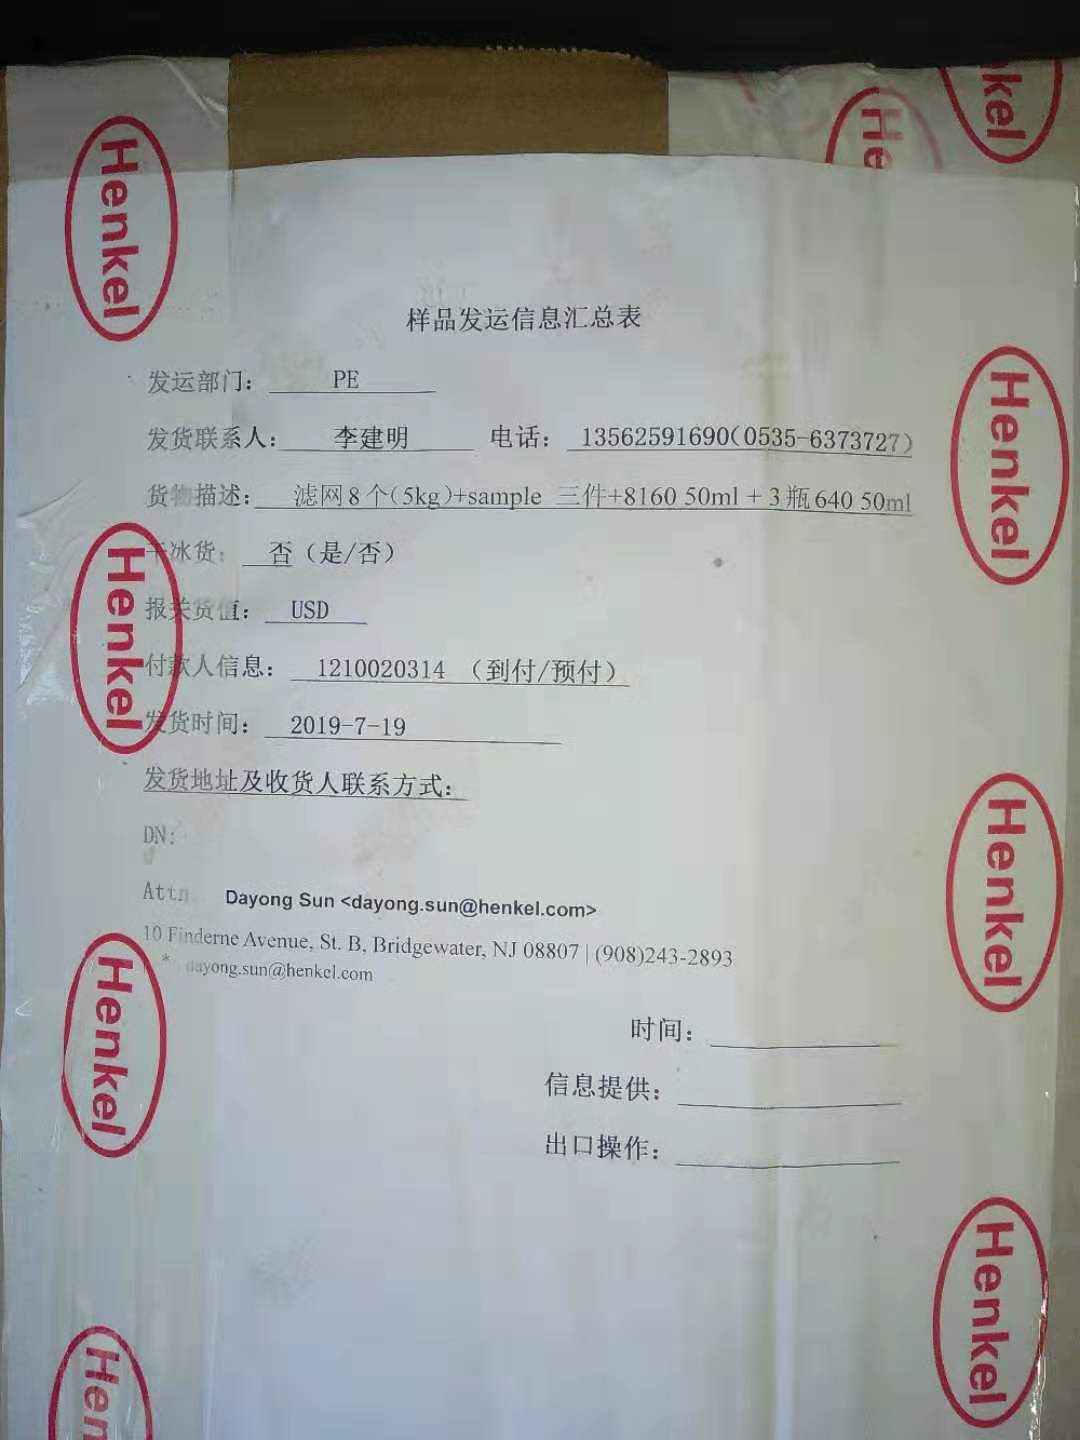 Henkel
Henkel
Henkel
样品发运信息汇总表
发运部门： PE
发货联系人： 李建明 电话： 13562591690(0535-6373727)
货物描述： 滤网8个(5kg)+sample 三件+8160 50ml + 3瓶 640 50ml
Henkel
干冰货： 否（是/否）
报关货值： USD
Henkel
付款人信息： 1210020314 （到付/预付）
发货时间： 2019-7-19
发货地址及收货人联系方式：
DN:
Henkel
Attn. Dayong Sun <dayong.sun@henkel.com>
10 Finderne Avenue, St. B, Bridgewater, NJ 08807 | (908)243-2893
* dayong.sun@henkel.com
Henkel
时间：
信息提供：
出口操作：
Henkel
Henkel